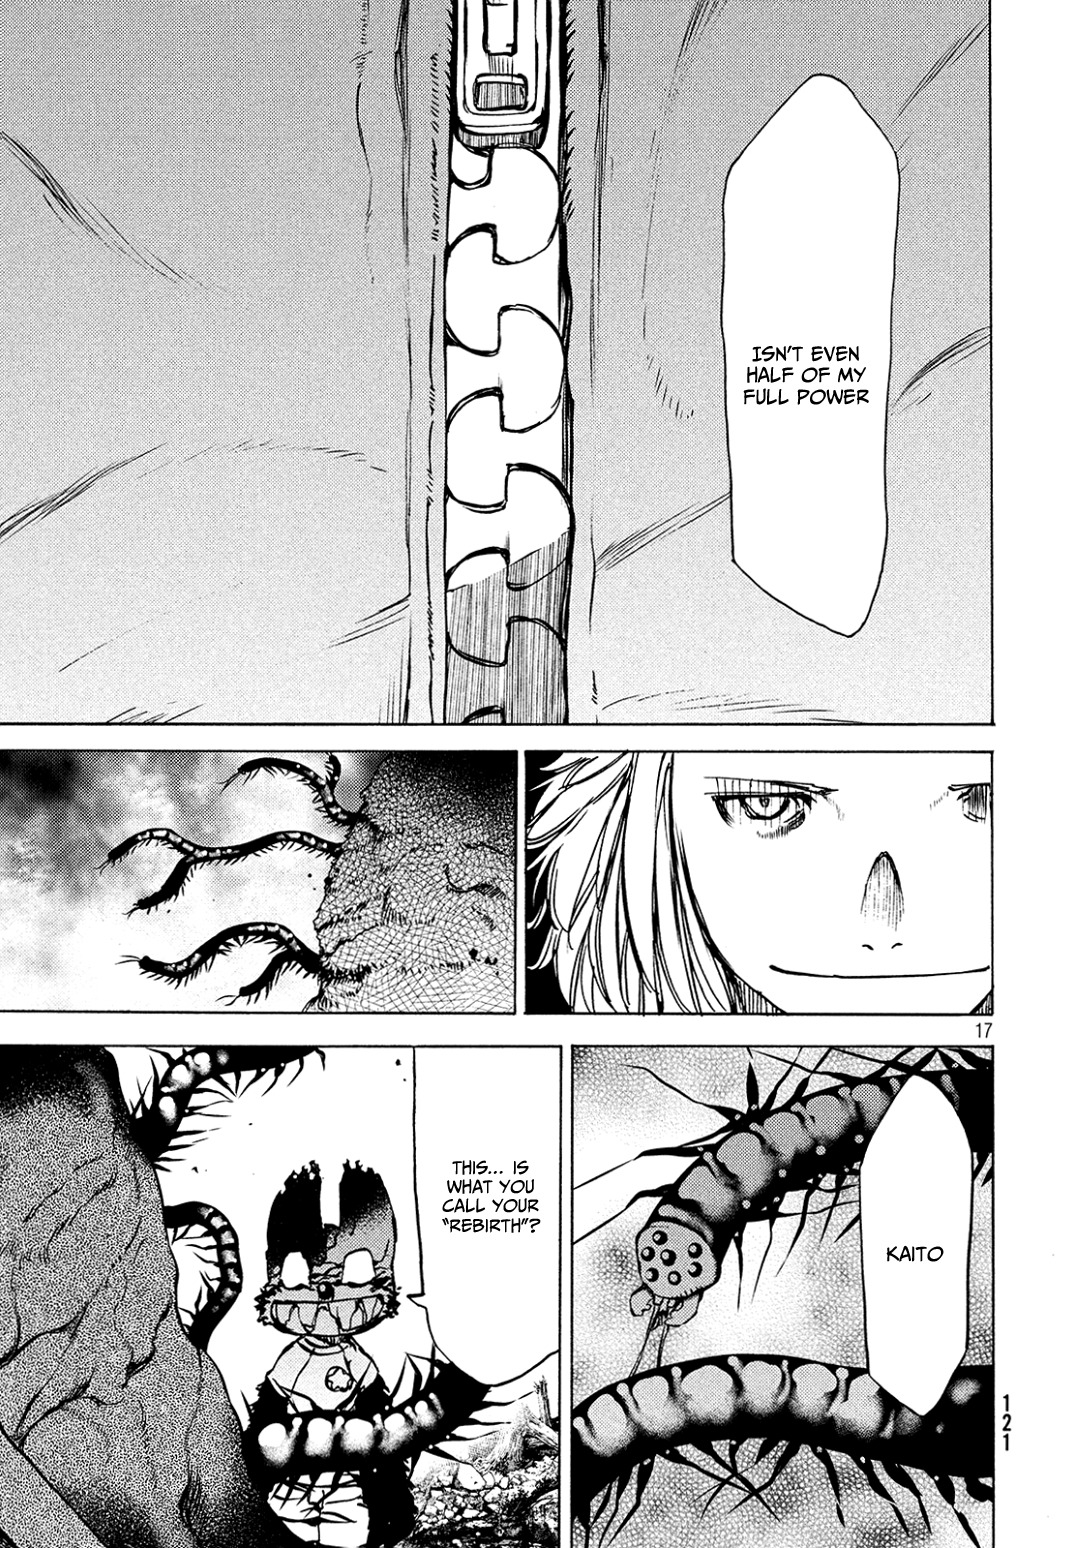 ISN'T EVEN
HALF OF MY
FULL POWER
17
KAITO
THIS... IS
WHAT YOU
CALL YOUR
"REBIRTH"?
121